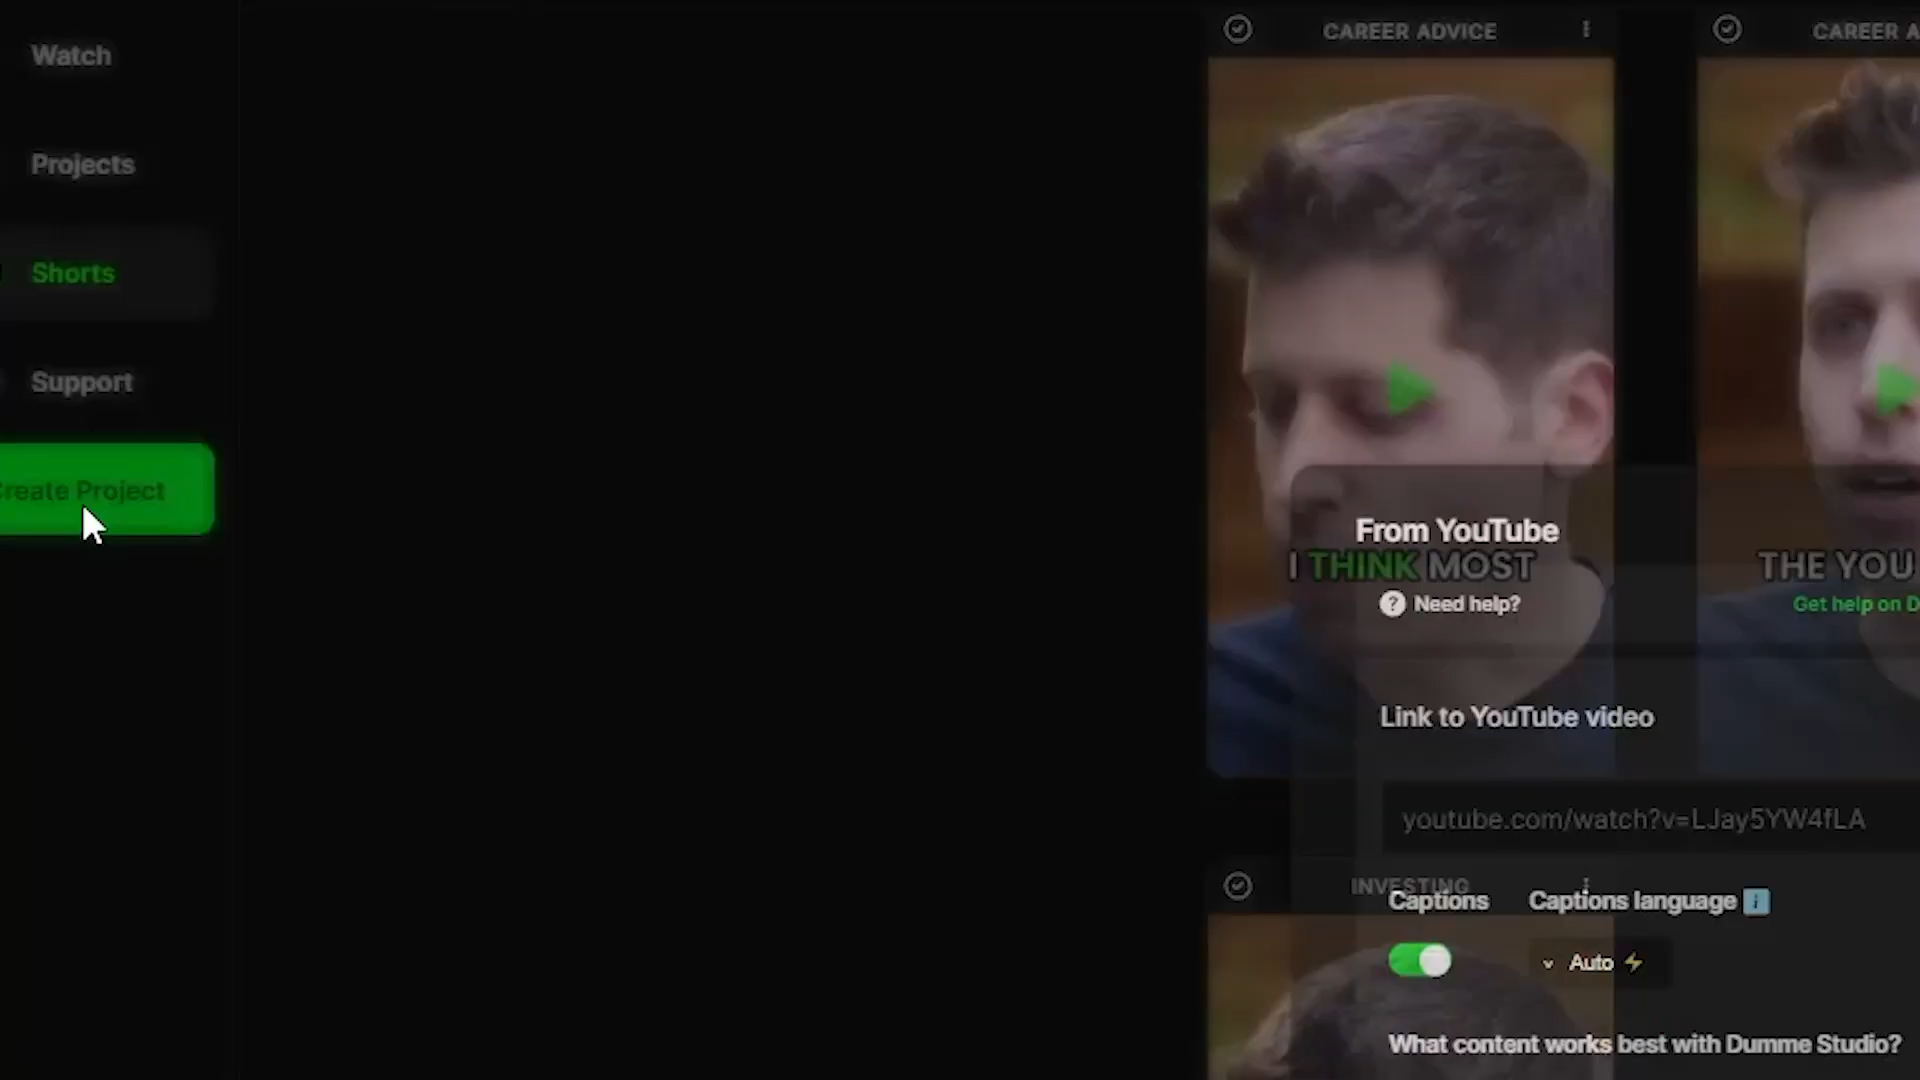 Watch
Projects
Shorts
Support
Create Project
CAREER ADVICE
CAREER A
I THINK MOST
THE YOU
From YouTube
Need help?
Get help on D
Link to YouTube video
youtube.com/watch?v=LJay5YW4fLA
INVESTING
Captions
Captions language
Auto
What content works best with Dumme Studio?